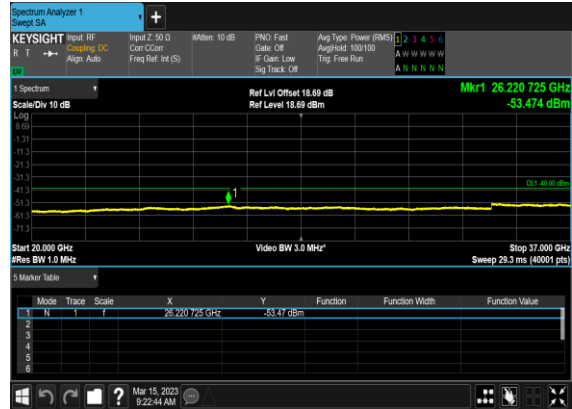 Spectrum Analyzer 1
Swept SA
KEYSIGHT Input: RF Input Z: 50 Ω #Atten: 10 dB PNO: Fast Avg Type: Power (RMS) 1 2 3 4 5 6
R T Coupling: DC Corr CCorr Gate: Off Avg|Hold: 100/100 A W W W W W
Align: Auto Freq Ref: Int (S) IF Gain: Low Trig: Free Run
Sig Track: Off A N N N N N
1 Spectrum Ref Lvl Offset 18.69 dB Mkr1 26.220 725 GHz
Scale/Div 10 dB Ref Level 18.69 dBm -53.474 dBm
Log
8.69
-1.31
-11.3
-21.3
-31.3
DL1 -40.00 dBm
-41.3
1
-51.3
-61.3
-71.3
Start 20.000 GHz Video BW 3.0 MHz* Stop 37.000 GHz
#Res BW 1.0 MHz Sweep 29.3 ms (40001 pts)
5 Marker Table
Mode Trace Scale X Y Function Function Width Function Value
1 N 1 f 26.220 725 GHz -53.47 dBm
2
3
4
5
6
? Mar 15, 2023
9:22:44 AM